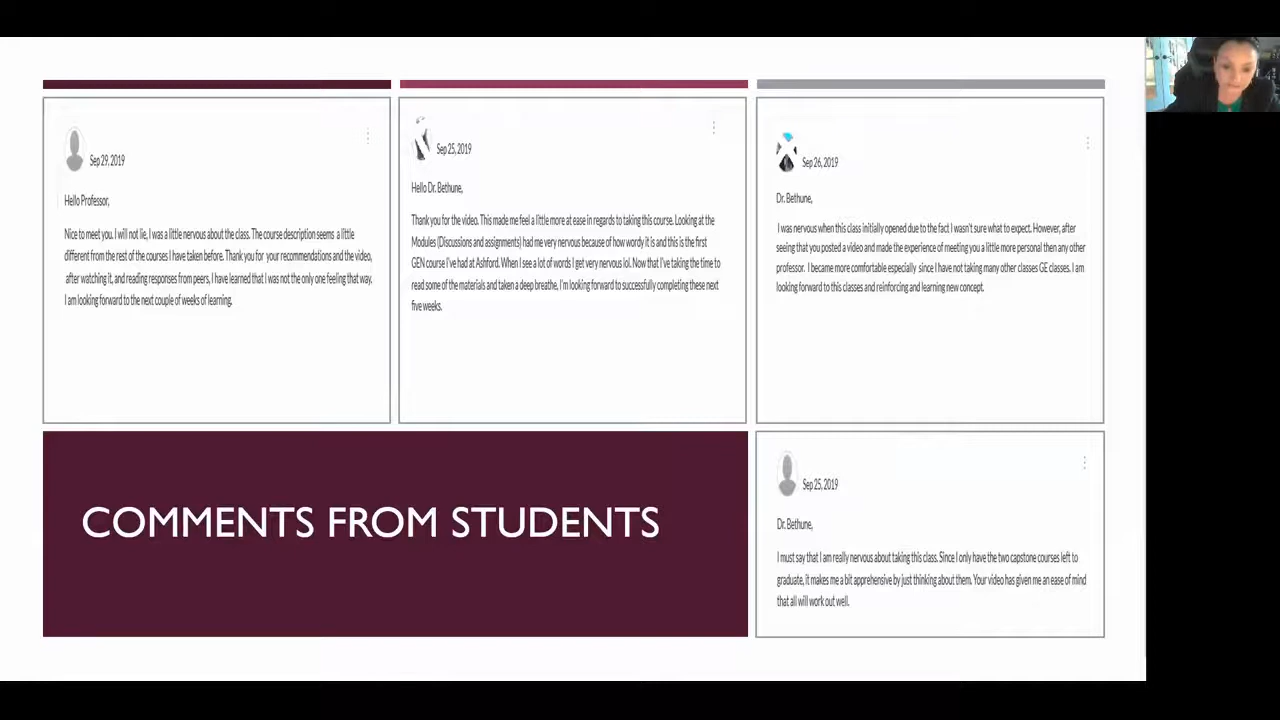 Sep 29, 2019
Hello Professor,
Nice to meet you. I will not lie, I was a little nervous about the class. The course description seems a little
different from the rest of the courses I have taken before. Thank you for your recommendations and the video,
after watching it, and reading responses from peers, I have learned that I was not the only one feeling that way.
I am looking forward to the next couple of weeks of learning.
Sep 25, 2019
Hello Dr. Bethune,
Thank you for the video. This made me feel a little more at ease in regards to taking this course. Looking at the
Modules (Discussions and assignments) had me very nervous because of how wordy it is and this is the first
GEN course I've had at Ashford. When I see a lot of words I get very nervous lol. Now that I've taking the time to
read some of the materials and taken a deep breathe, I'm looking forward to successfully completing these next
five weeks.
Sep 26, 2019
Dr. Bethune,
I was nervous when this class initially opened due to the fact I wasn't sure what to expect. However, after
seeing that you posted a video and made the experience of meeting you a little more personal then any other
professor. I became more comfortable especially since I have not taking many other classes GE classes. I am
looking forward to this classes and reinforcing and learning new concept.
COMMENTS FROM STUDENTS
Sep 25, 2019
Dr. Bethune,
I must say that I am really nervous about taking this class. Since I only have the two capstone courses left to
graduate, it makes me a bit apprehensive by just thinking about them. Your video has given me an ease of mind
that all will work out well.